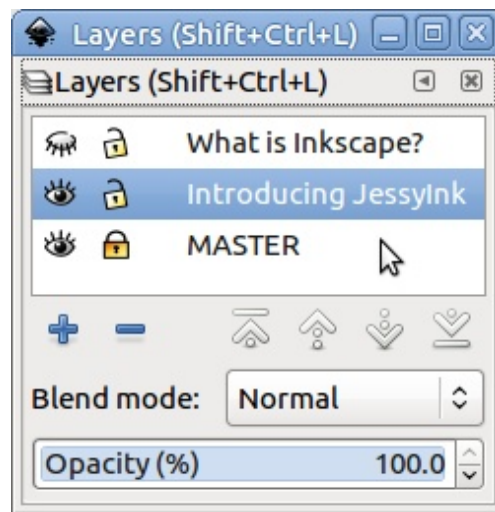 Layers (Shift+Ctrl+L)
Layers (Shift+Ctrl+L)
What is Inkscape?
Introducing JessyInk
MASTER
Blend mode: Normal
Opacity (%) 100.0